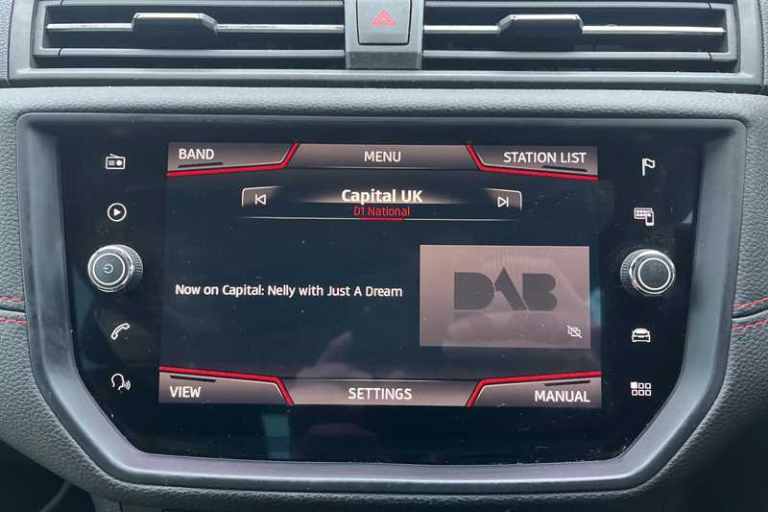 BAND
MENU
STATION LIST
Capital UK
D1 National
Now on Capital: Nelly with Just A Dream
DAB
VIEW
SETTINGS
MANUAL